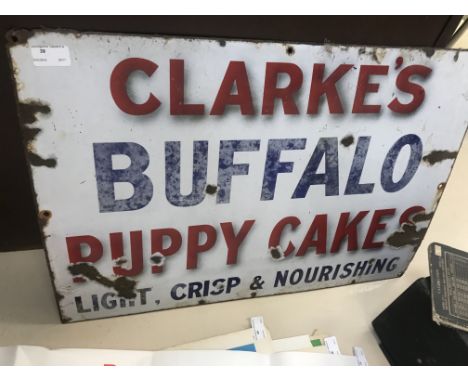 CLARKE'S
BUFFALO
PUPPY CAKES
LIGHT, CRISP & NOURISHING